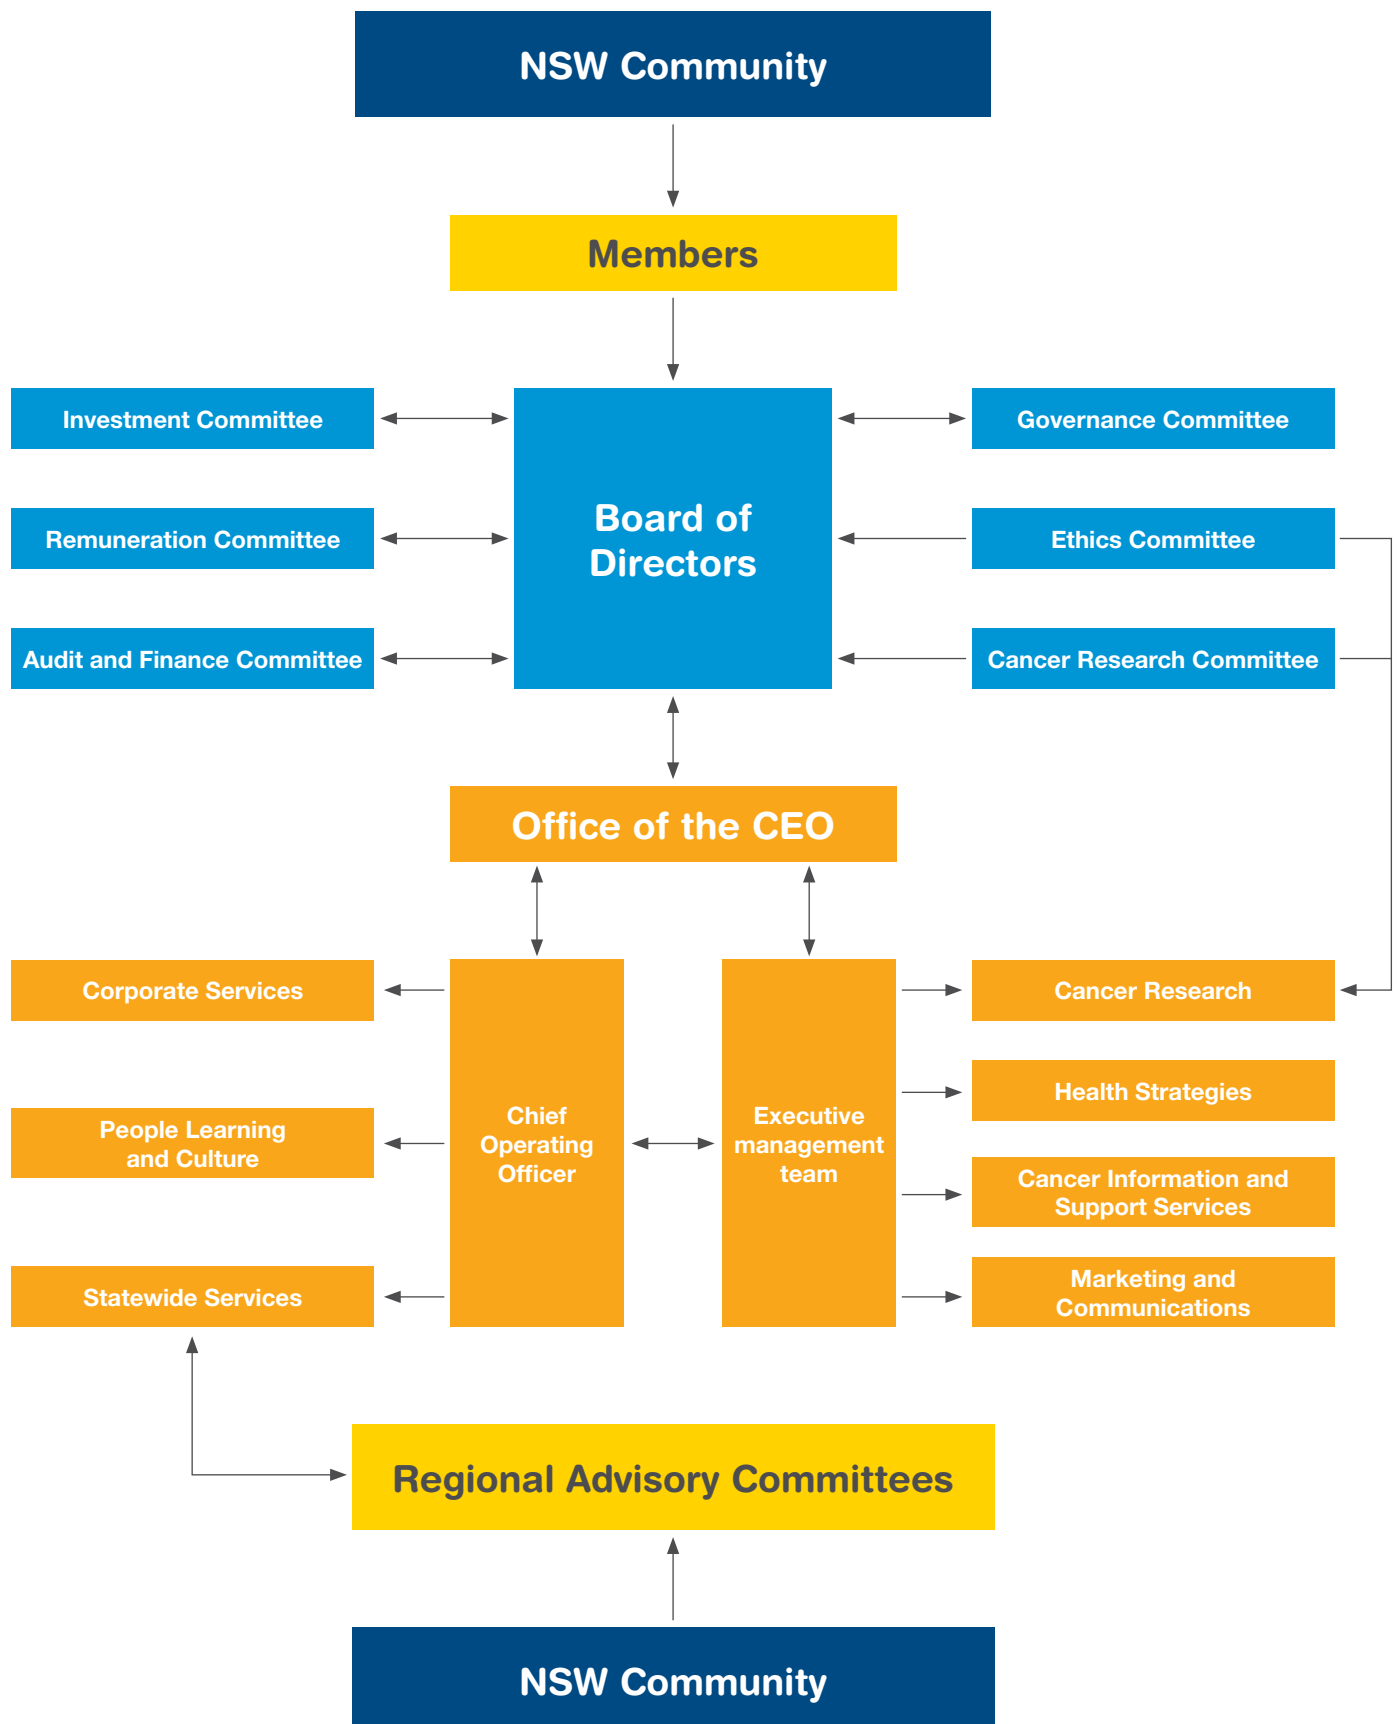 NSW Community
Members
Investment Committee
Governance Committee
Board of
Directors
Remuneration Committee
Ethics Committee
Audit and Finance Committee
Cancer Research Committee
Office of the CEO
Corporate Services
Cancer Research
Health Strategies
People Learning
and Culture
Chief
Operating
Officer
Executive
management
team
Cancer Information and
Support Services
Statewide Services
Marketing and
Communications
Regional Advisory Committees
NSW Community